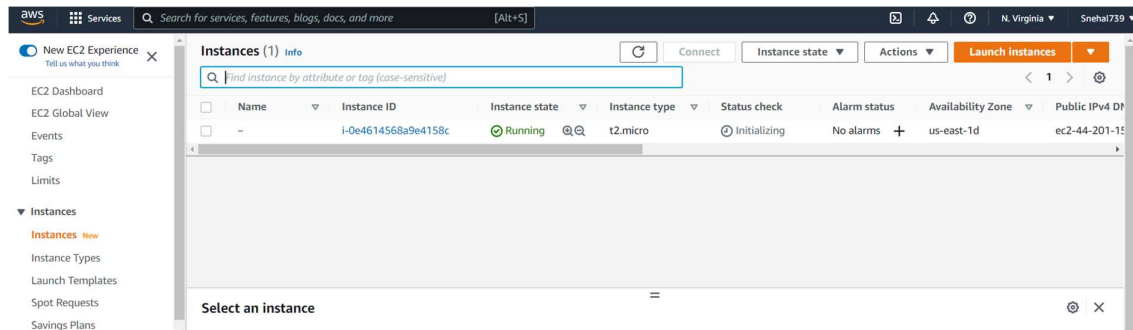 aws Services Search for services, features, blogs, docs, and more [Alt+S] N. Virginia ▼ Snehal739 ▼
New EC2 Experience
Tell us what you think
EC2 Dashboard
EC2 Global View
Events
Tags
Limits
▼ Instances
Instances New
Instance Types
Launch Templates
Spot Requests
Savings Plans
Instances (1) Info Connect Instance state ▼ Actions ▼ Launch instances ▼
Find instance by attribute or tag (case-sensitive) < 1 >
Name Instance ID Instance state Instance type Status check Alarm status Availability Zone Public IPv4 DN
– i-0e4614568a9e4158c Running t2.micro Initializing No alarms + us-east-1d ec2-44-201-15
Select an instance